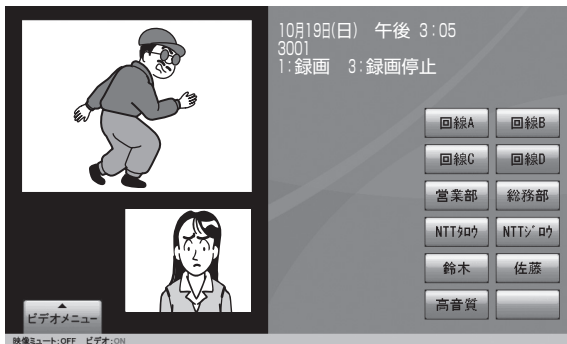 10月19日(日) 午後 3:05
3001
1:録画 3:録画停止
回線A 回線B
回線C 回線D
営業部 総務部
NTTタロウ NTTジロウ
鈴木 佐藤
高音質
ビデオメニュー
映像ミュート:OFF ビデオ:ON